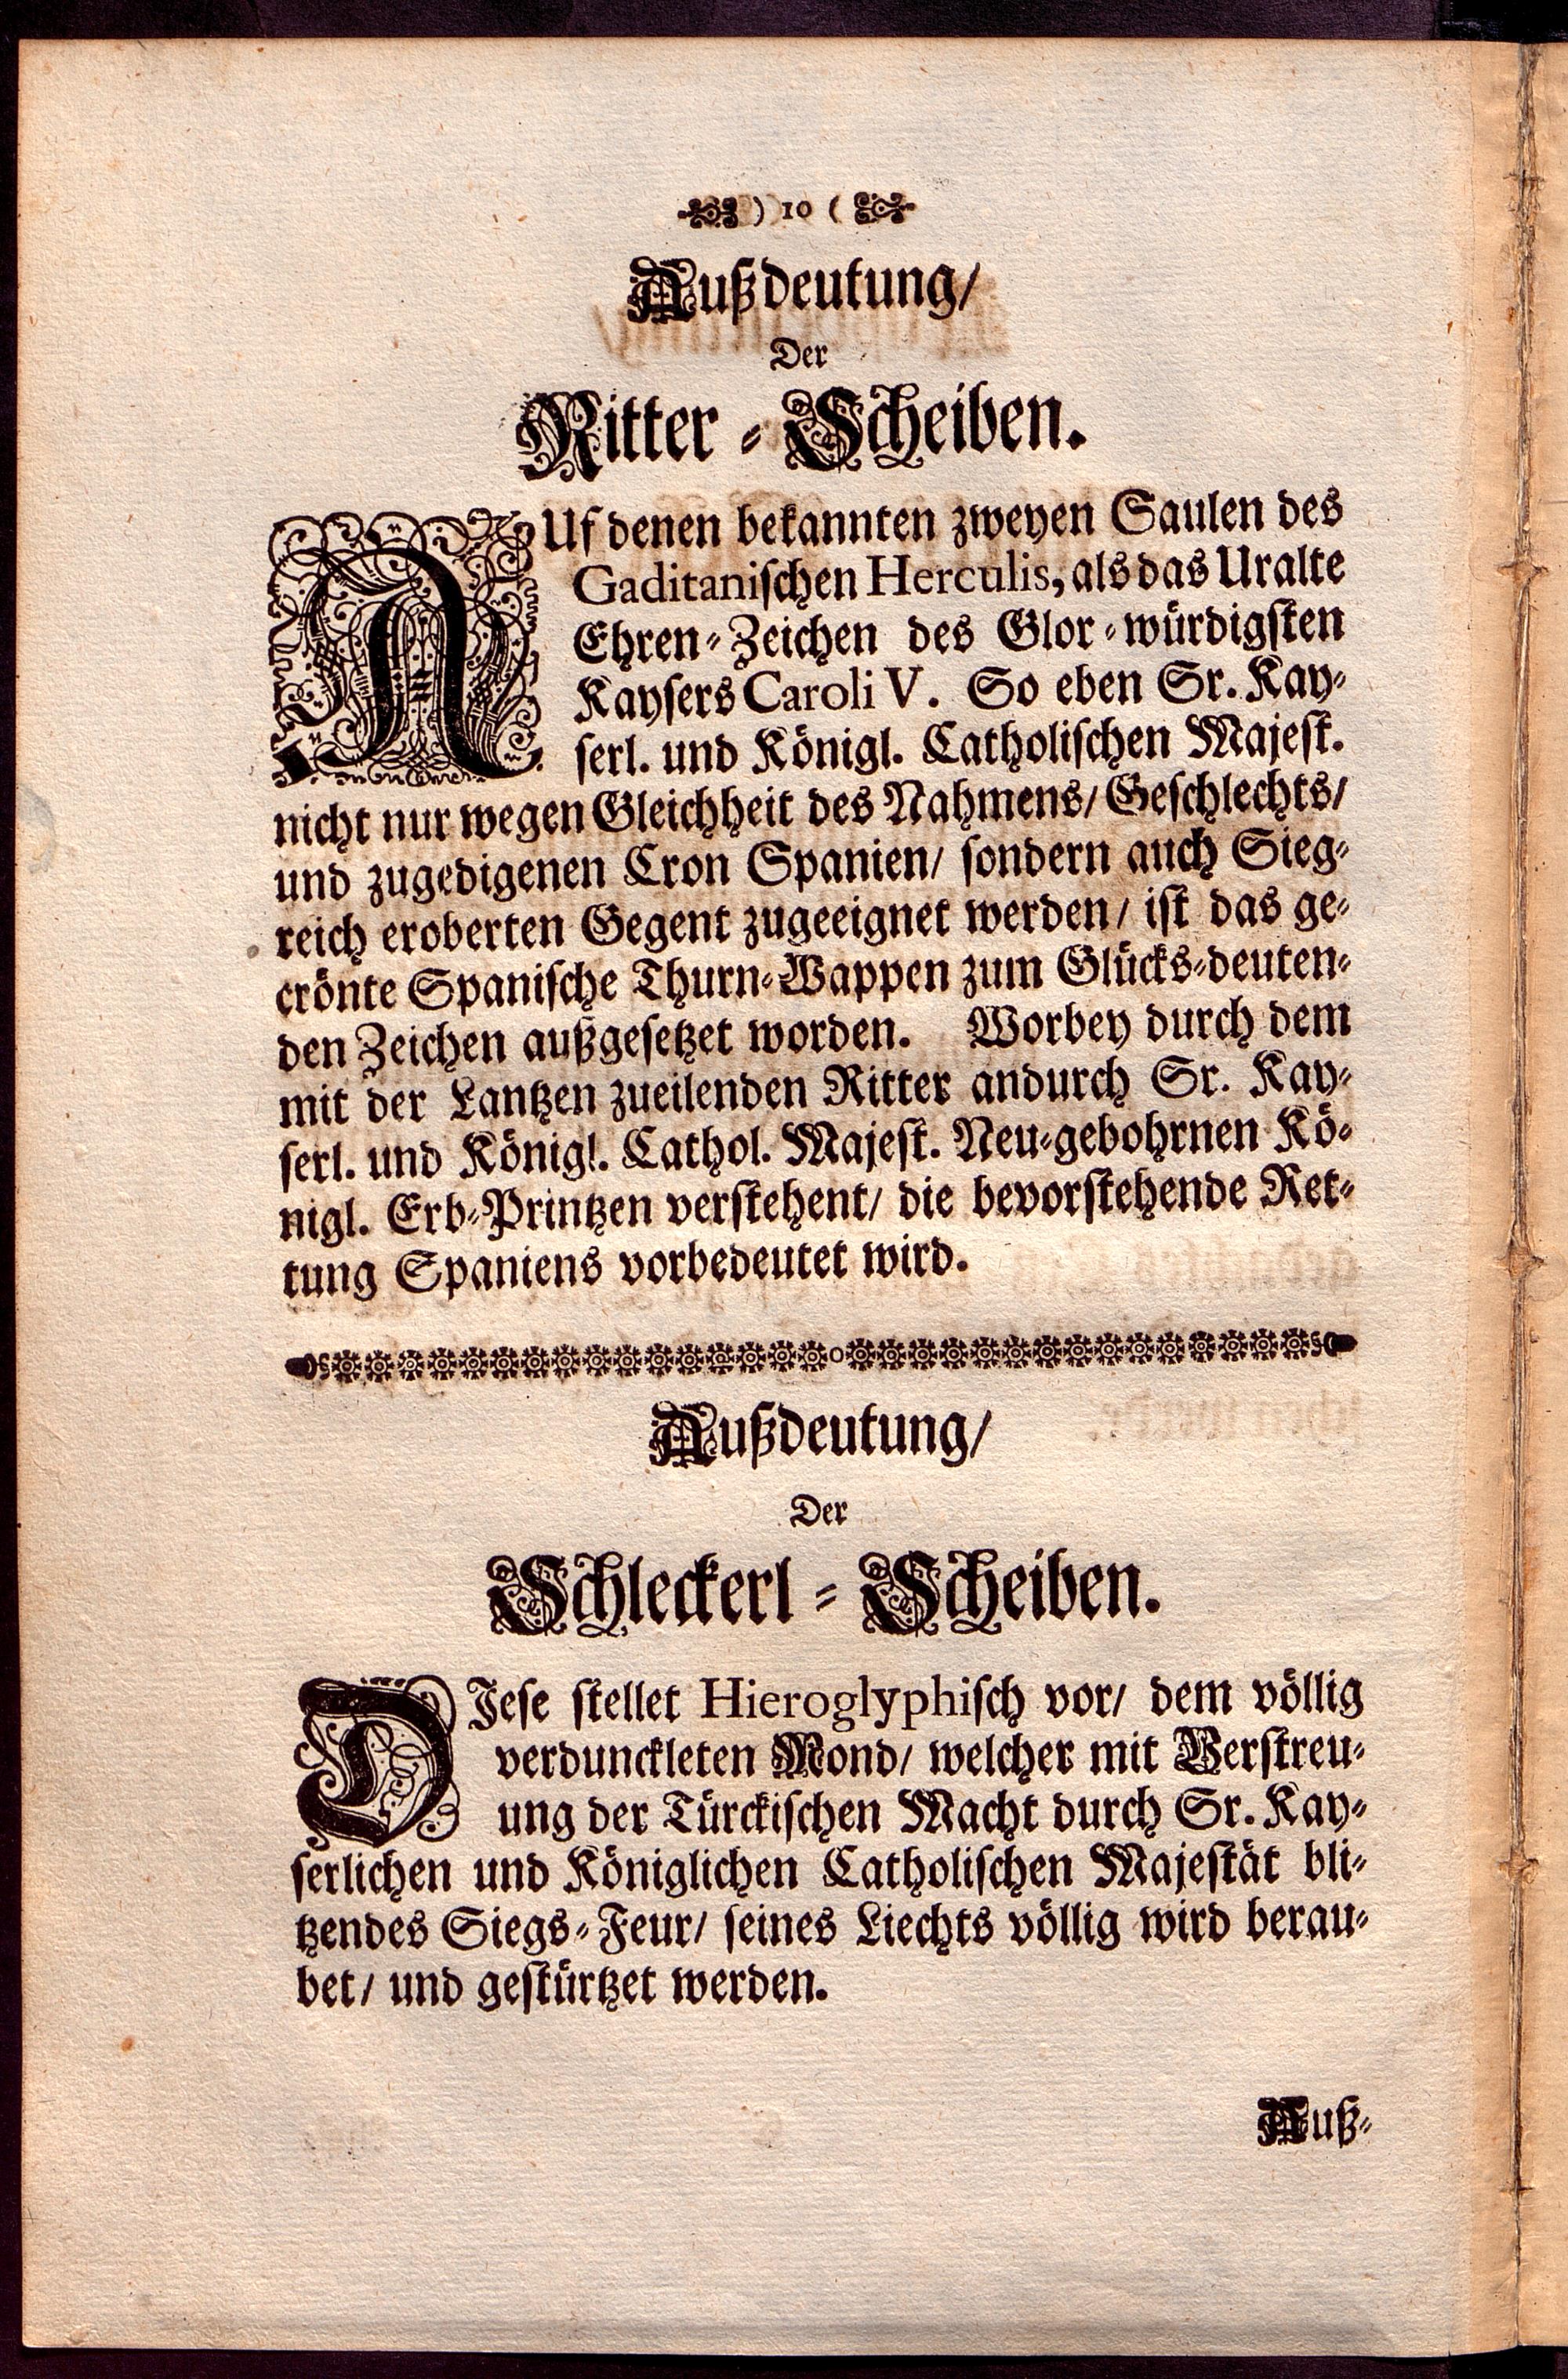 ) 10 (
Außdeutung/
Der
Ritter-Scheiben.
AUf denen bekannten zweyen Saulen des
Gaditanischen Herculis, als das Uralte
Ehren-Zeichen des Glor-würdigsten
Kaysers Caroli V. So eben Sr. Kay-
serl. und Königl. Catholischen Majest.
nicht nur wegen Gleichheit des Nahmens/ Geschlechts/
und zugedigenen Cron Spanien/ sondern auch Sieg-
reich eroberten Gegent zugeeignet werden/ ist das ge-
crönte Spanische Thurn-Wappen zum Glücks-deuten-
den Zeichen außgesetzet worden. Worbey durch dem
mit der Lantzen zueilenden Ritter andurch Sr. Kay-
serl. und Königl. Cathol. Majest. Neu-gebohrnen Kö-
nigl. Erb-Printzen verstehent/ die bevorstehende Ret-
tung Spaniens vorbedeutet wird.
Außdeutung/
Der
Schleckerl-Scheiben.
DIese stellet Hieroglyphisch vor/ dem völlig
verdunckleten Mond/ welcher mit Verstreu-
ung der Türckischen Macht durch Sr. Kay-
serlichen und Königlichen Catholischen Majestät bli-
tzendes Siegs-Feur/ seines Liechts völlig wird berau-
bet/ und gestürtzet werden.
Auß-